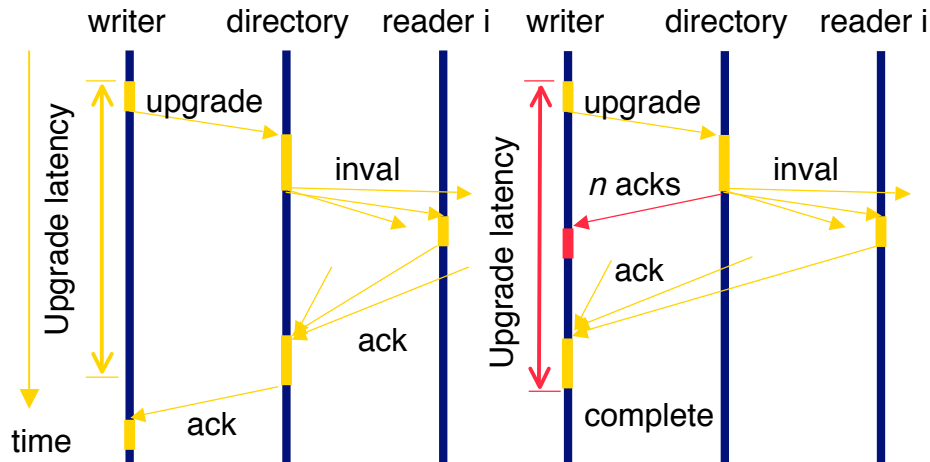 writer directory reader i writer directory reader i
upgrade
upgrade
Upgrade latency
Upgrade latency
inval
inval
n acks
ack
ack
ack
complete
time